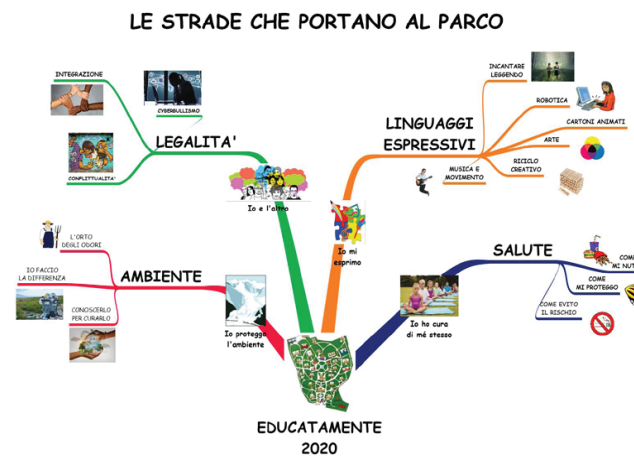 LE STRADE CHE PORTANO AL PARCO
INTEGRAZIONE
CYBERBULLISMO
LEGALITA'
CONFLITTUALITA'
Io e l'altro
INCANTARE
LEGGENDO
ROBOTICA
CARTONI ANIMATI
LINGUAGGI
ESPRESSIVI
ARTE
RICICLO
CREATIVO
MUSICA E
MOVIMENTO
Io mi
esprimo
L'ORTO
DEGLI ODORI
IO FACCIO
LA DIFFERENZA
AMBIENTE
CONOSCERLO
PER CURARLO
Io protegge
l'ambiente
SALUTE
COME
MI PROTEGGO
COME EVITO
IL RISCHIO
Io ho cura
di mé stesso
EDUCATAMENTE
2020